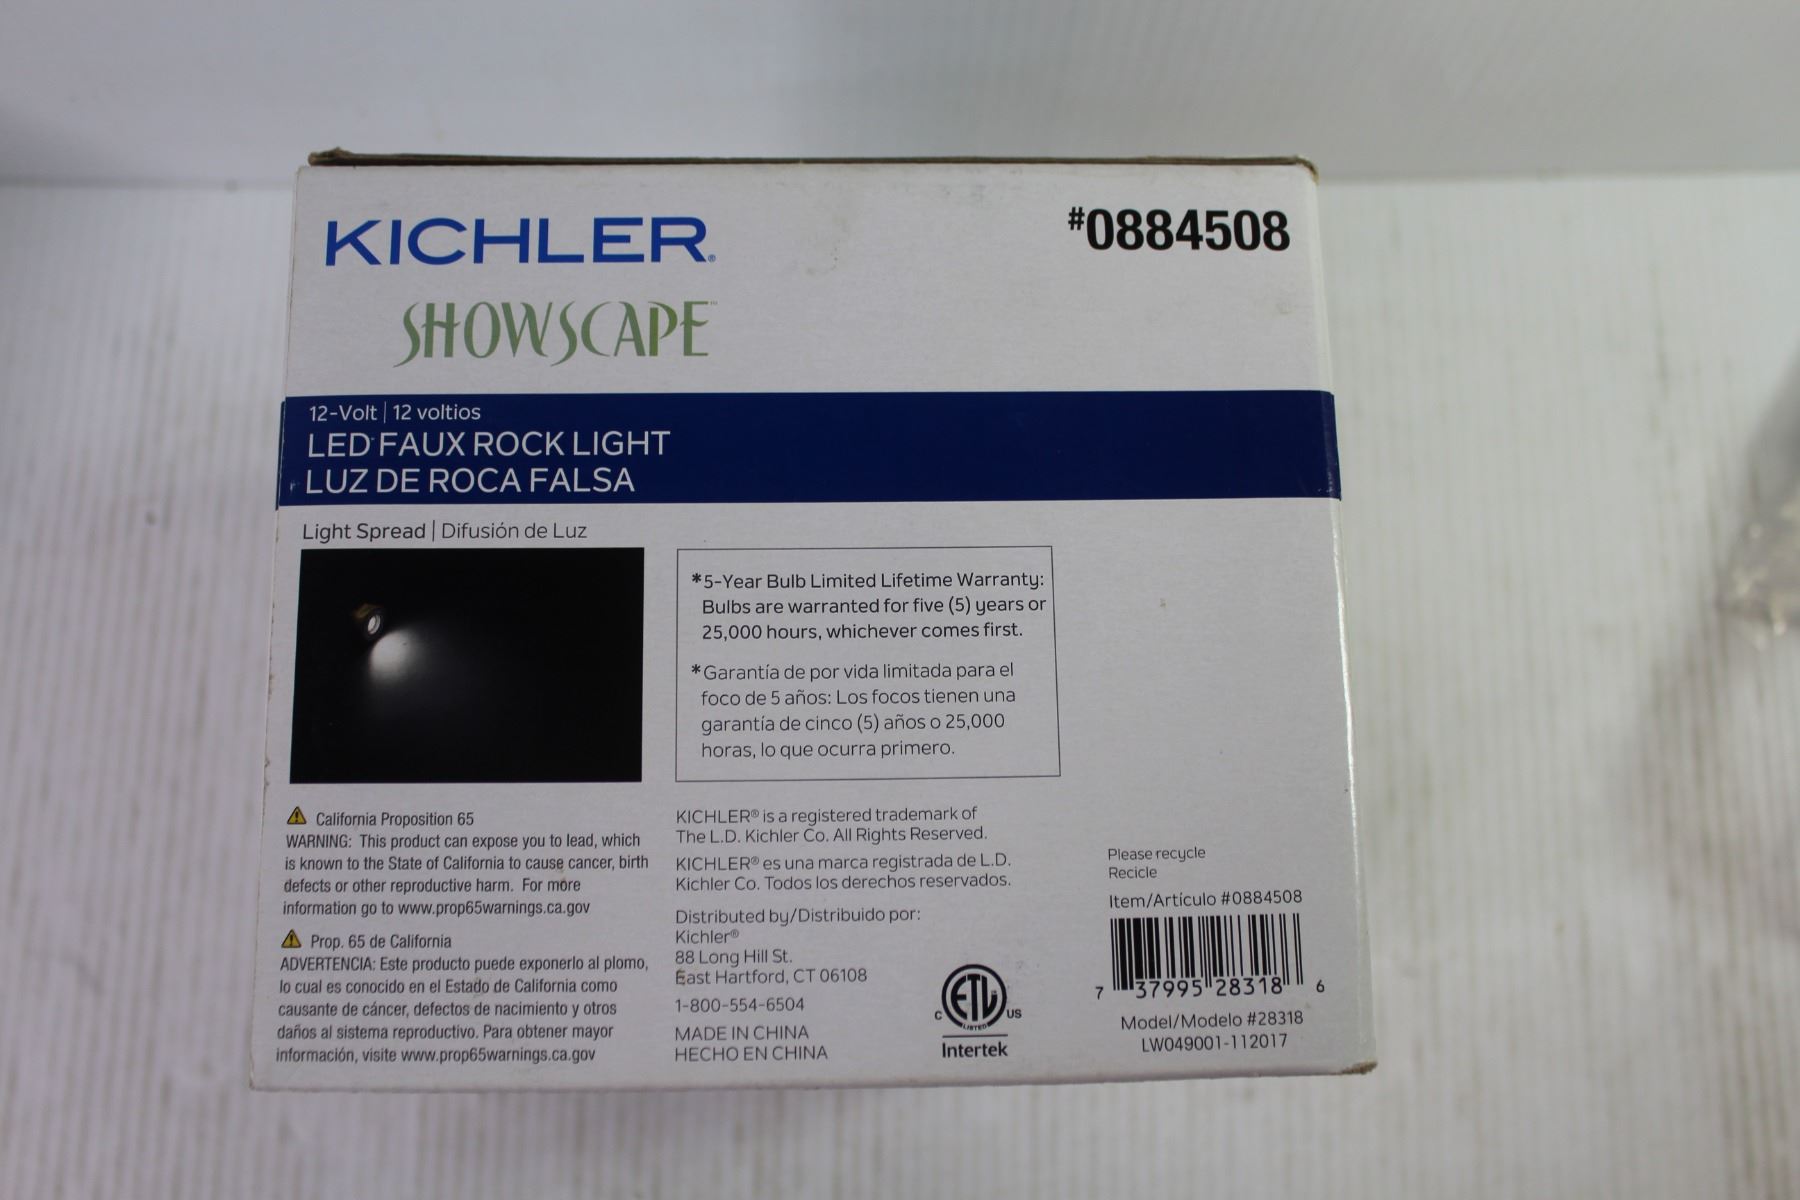 KICHLER®
#0884508
SHOWSCAPE™
12-Volt | 12 voltios
LED FAUX ROCK LIGHT
LUZ DE ROCA FALSA
Light Spread | Difusión de Luz
*5-Year Bulb Limited Lifetime Warranty:
Bulbs are warranted for five (5) years or
25,000 hours, whichever comes first.
*Garantía de por vida limitada para el
foco de 5 años: Los focos tienen una
garantía de cinco (5) años o 25,000
horas, lo que ocurra primero.
California Proposition 65
WARNING: This product can expose you to lead, which
is known to the State of California to cause cancer, birth
defects or other reproductive harm. For more
information go to www.prop65warnings.ca.gov
Prop. 65 de California
ADVERTENCIA: Este producto puede exponerlo al plomo,
lo cual es conocido en el Estado de California como
causante de cáncer, defectos de nacimiento y otros
daños al sistema reproductivo. Para obtener mayor
información, visite www.prop65warnings.ca.gov
KICHLER® is a registered trademark of
The L.D. Kichler Co. All Rights Reserved.
KICHLER® es una marca registrada de L.D.
Kichler Co. Todos los derechos reservados.
Distributed by/Distribuido por:
Kichler®
88 Long Hill St.
East Hartford, CT 06108
1-800-554-6504
MADE IN CHINA
HECHO EN CHINA
C ETL US
LISTED
Intertek
Please recycle
Recicle
Item/Artículo #0884508
7 37995 28318 6
Model/Modelo #28318
LW049001-112017